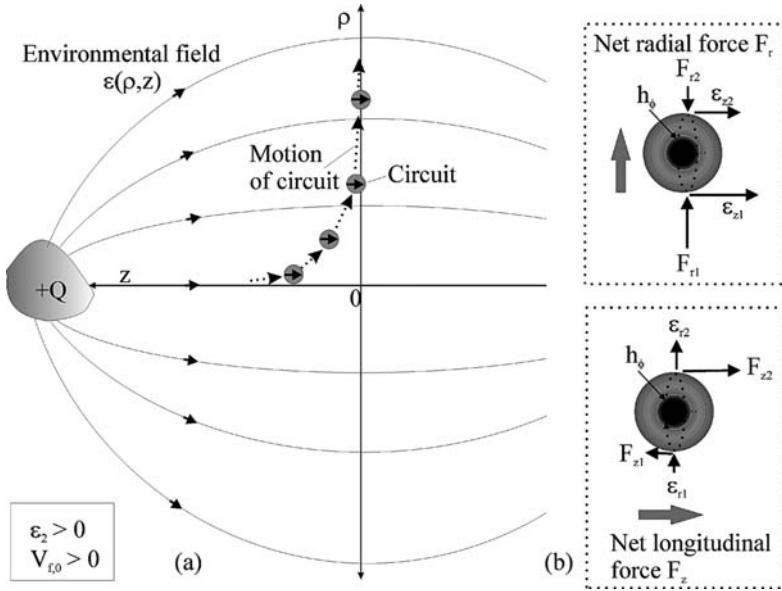 ρ
Environmental field
ε(ρ,z)
Motion
of circuit
Circuit
+Q
z
0
ε₂ > 0
V_f,0 > 0
(a)
(b)
Net radial force F_r
F_r2
h_ϕ
ε_z2
ε_z1
F_r1
ε_r2
h_ϕ
F_z2
F_z1
ε_r1
Net longitudinal
force F_z